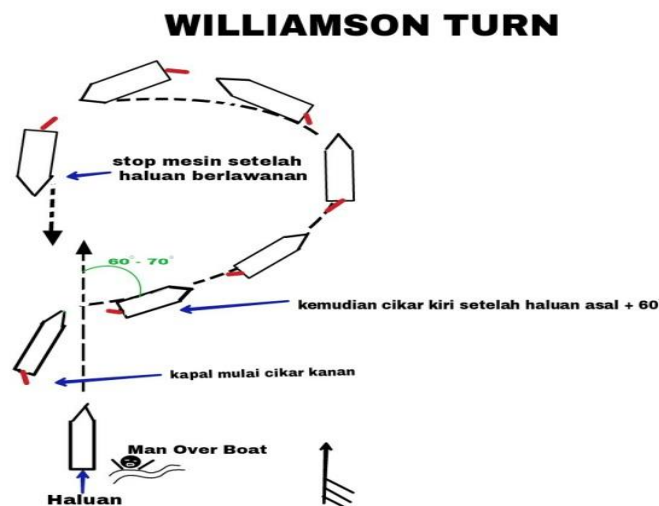 WILLIAMSON TURN
stop mesin setelah
haluan berlawanan
60°- 70°
kemudian cikar kiri setelah haluan asal + 60
kapal mulai cikar kanan
Man Over Boat
Haluan